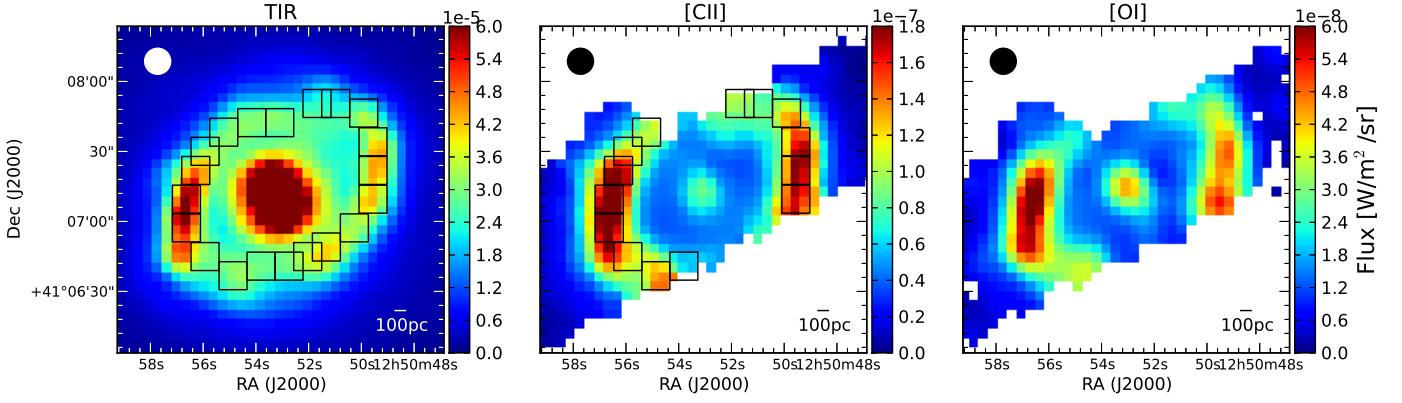 TIR
1e-5
[CII]
1e-7
[OI]
1e-8
Dec (J2000)
08'00"
30"
07'00"
+41°06'30"
100pc
58s 56s 54s 52s 50s 12h50m48s
RA (J2000)
6.0
5.4
4.8
4.2
3.6
3.0
2.4
1.8
1.2
0.6
0.0
100pc
58s 56s 54s 52s 50s 12h50m48s
RA (J2000)
1.8
1.6
1.4
1.2
1.0
0.8
0.6
0.4
0.2
0.0
100pc
58s 56s 54s 52s 50s 12h50m48s
RA (J2000)
6.0
5.4
4.8
4.2
3.6
3.0
2.4
1.8
1.2
0.6
0.0
Flux [W/m² /sr]